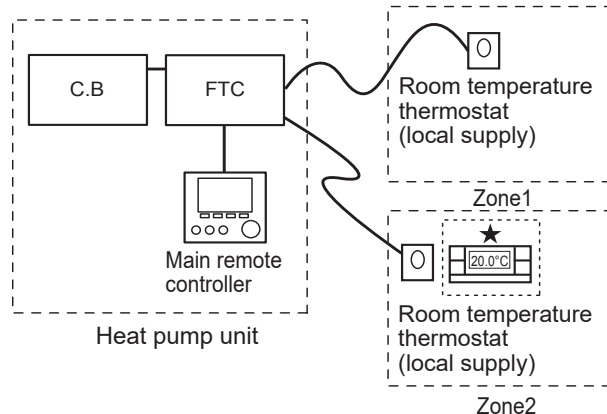 C.B
FTC
Main remote
controller
Heat pump unit
Room temperature
thermostat
(local supply)
Zone1
20.0°C
Room temperature
thermostat
(local supply)
Zone2